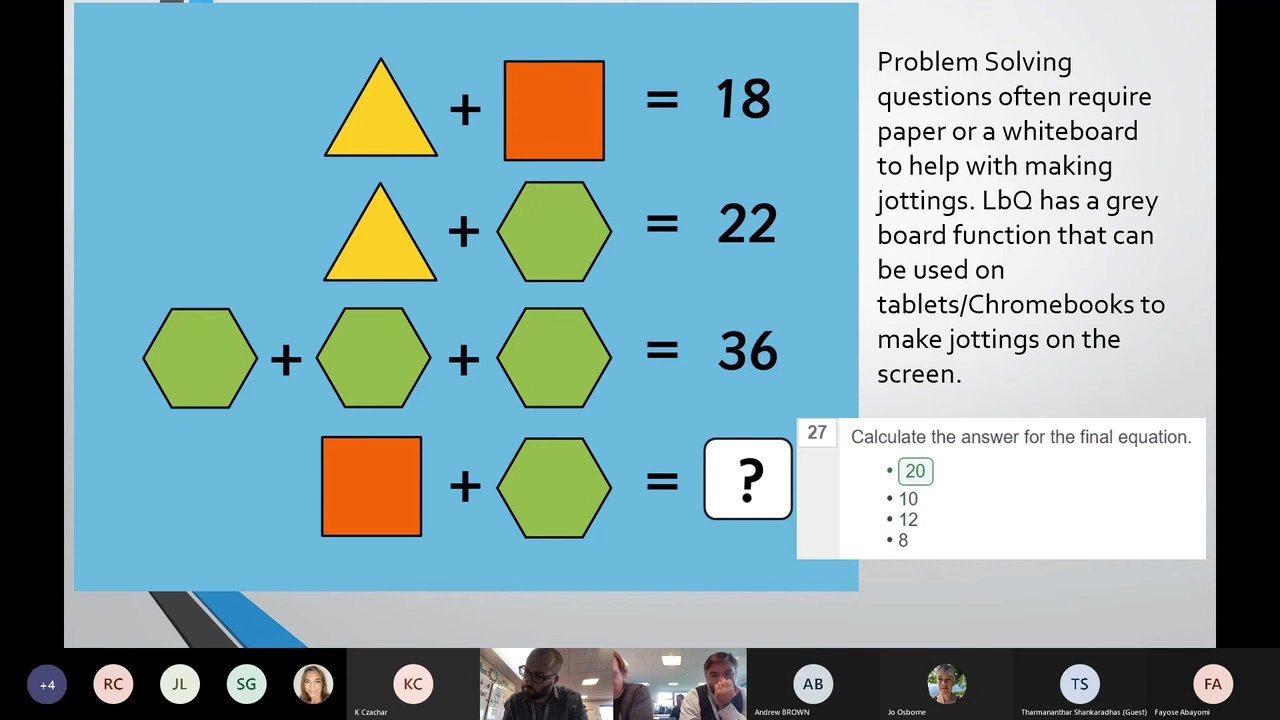 + = 18
+ = 22
+ + = 36
+ = ?
Problem Solving
questions often require
paper or a whiteboard
to help with making
jottings. LbQ has a grey
board function that can
be used on
tablets/Chromebooks to
make jottings on the
screen.
27 Calculate the answer for the final equation.
• 20
• 10
• 12
• 8
+4 RC JL SG KC AB TS FA
K Czachar Andrew BROWN Jo Osborne Tharmananthar Shankaradhas (Guest) Fayose Abayomi